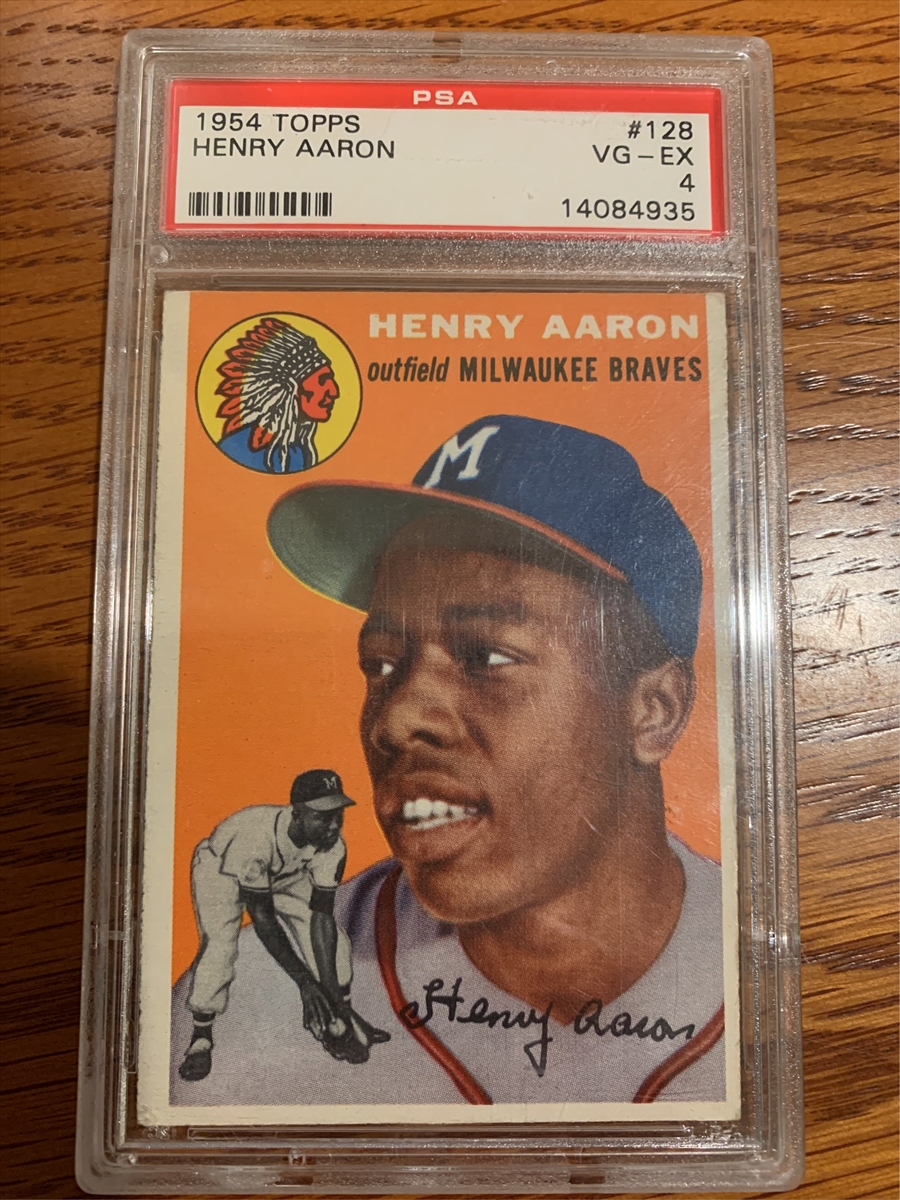 PSA
1954 TOPPS #128
HENRY AARON VG-EX
4
14084935
HENRY AARON
outfield MILWAUKEE BRAVES
M
M
Henry Aaron